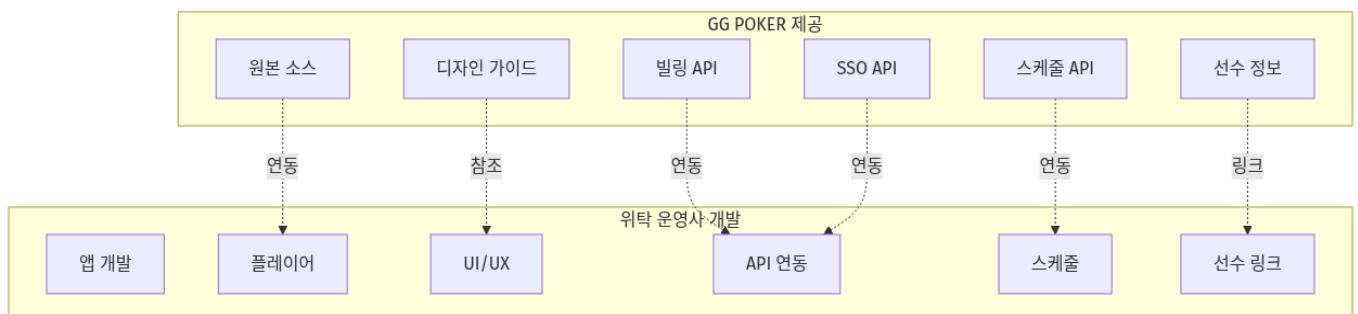 GG POKER 제공
원본 소스
디자인 가이드
빌링 API
SSO API
스케줄 API
선수 정보
연동
참조
연동
연동
연동
링크
위탁 운영사 개발
앱 개발
플레이어
UI/UX
API 연동
스케줄
선수 링크